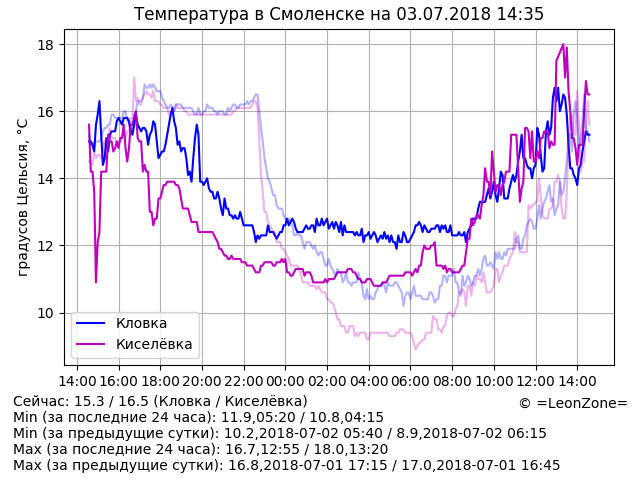 Температура в Смоленске на 03.07.2018 14:35
градусов Цельсия, °C
18
16
14
12
10
Кловка
Киселёвка
14:00 16:00 18:00 20:00 22:00 00:00 02:00 04:00 06:00 08:00 10:00 12:00 14:00
Сейчас: 15.3 / 16.5 (Кловка / Киселёвка)
© =LeonZone=
Min (за последние 24 часа): 11.9,05:20 / 10.8,04:15
Min (за предыдущие сутки): 10.2,2018-07-02 05:40 / 8.9,2018-07-02 06:15
Max (за последние 24 часа): 16.7,12:55 / 18.0,13:20
Max (за предыдущие сутки): 16.8,2018-07-01 17:15 / 17.0,2018-07-01 16:45